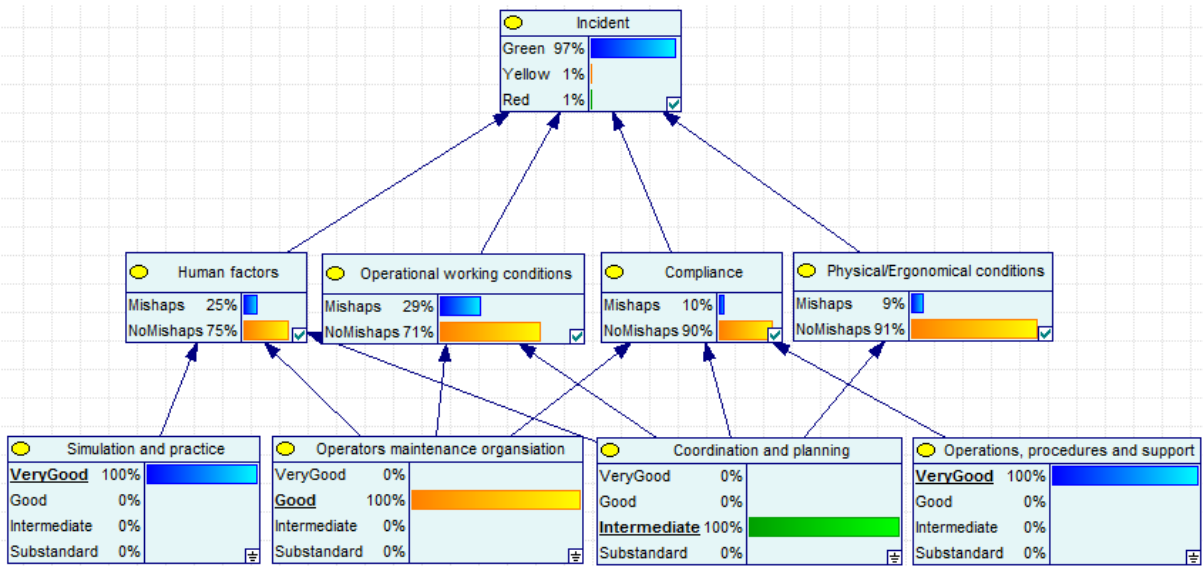 Incident
Green 97%
Yellow 1%
Red 1%
Human factors
Mishaps 25%
NoMishaps 75%
Operational working conditions
Mishaps 29%
NoMishaps 71%
Compliance
Mishaps 10%
NoMishaps 90%
Physical/Ergonomical conditions
Mishaps 9%
NoMishaps 91%
Simulation and practice
VeryGood 100%
Good 0%
Intermediate 0%
Substandard 0%
Operators maintenance organsiation
VeryGood 0%
Good 100%
Intermediate 0%
Substandard 0%
Coordination and planning
VeryGood 0%
Good 0%
Intermediate 100%
Substandard 0%
Operations, procedures and support
VeryGood 100%
Good 0%
Intermediate 0%
Substandard 0%